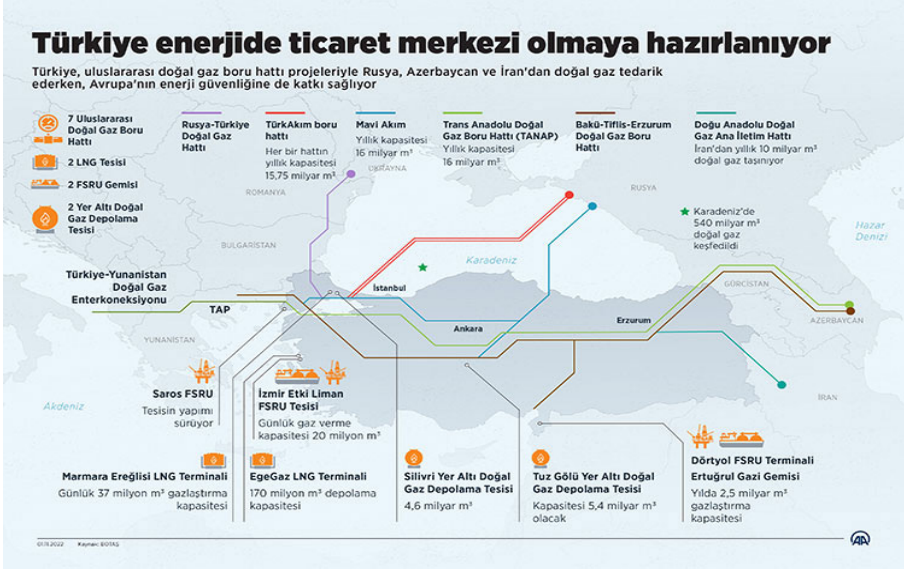 Türkiye enerjide ticaret merkezi olmaya hazırlanıyor
Türkiye, uluslararası doğal gaz boru hattı projeleriyle Rusya, Azerbaycan ve İran'dan doğal gaz tedarik
ederken, Avrupa'nın enerji güvenliğine de katkı sağlıyor
7 Uluslararası
Doğal Gaz Boru
Hattı
2 LNG Tesisi
2 FSRU Gemisi
2 Yer Altı Doğal
Gaz Depolama
Tesisi
Rusya-Türkiye
Doğal Gaz
Hattı
TürkAkım boru
hattı
Her bir hattın
yıllık kapasitesi
15,75 milyar m³
Mavi Akım
Yıllık kapasitesi
16 milyar m³
Trans Anadolu Doğal
Gaz Boru Hattı (TANAP)
Yıllık kapasitesi
16 milyar m³
Bakü-Tiflis-Erzurum
Doğal Gaz Boru
Hattı
Doğu Anadolu Doğal
Gaz Ana İletim Hattı
İran'dan yıllık 10 milyar m³
doğal gaz taşınıyor
UKRAYNA
ROMANYA
RUSYA
Karadeniz'de
540 milyar m³
doğal gaz
keşfedildi
Hazar
Denizi
BULGARİSTAN
Karadeniz
Türkiye-Yunanistan
Doğal Gaz
Enterkoneksiyonu
İstanbul
GÜRCİSTAN
TAP
Ankara
Erzurum
AZERBAYCAN
YUNANİSTAN
İRAN
Akdeniz
Saros FSRU
Tesisin yapımı
sürüyor
İzmir Etki Liman
FSRU Tesisi
Günlük gaz verme
kapasitesi 20 milyon m³
Marmara Ereğlisi LNG Terminali
Günlük 37 milyon m³ gazlaştırma
kapasitesi
EgeGaz LNG Terminali
170 milyon m³ depolama
kapasitesi
Silivri Yer Altı Doğal
Gaz Depolama Tesisi
4,6 milyar m³
Tuz Gölü Yer Altı Doğal
Gaz Depolama Tesisi
Kapasitesi 5,4 milyar m³
olacak
Dörtyol FSRU Terminali
Ertuğrul Gazi Gemisi
Yılda 2,5 milyar m³
gazlaştırma
kapasitesi
01.11.2022 Kaynak: BOTAŞ
AA